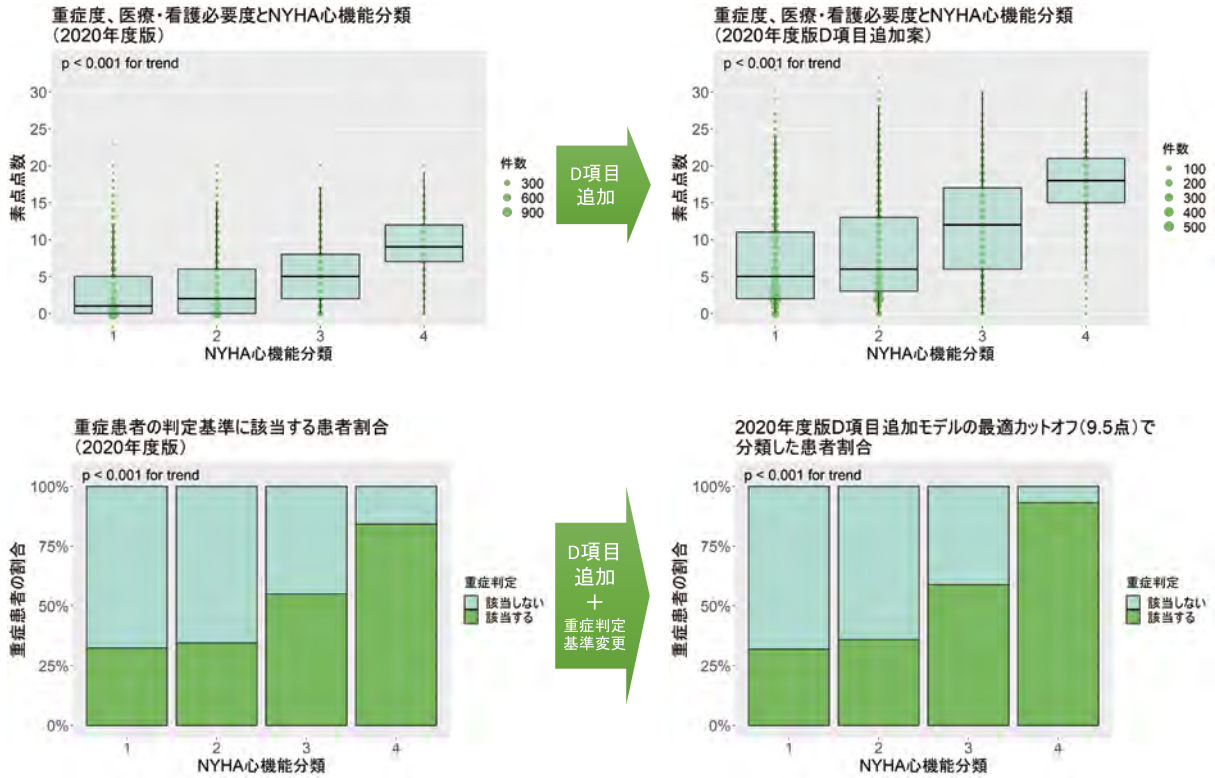 重症度、医療・看護必要度とNYHA心機能分類
（2020年度版）
p < 0.001 for trend
素点点数
30
25
20
15
10
5
0
1
2
3
4
NYHA心機能分類
件数
300
600
900
D項目
追加
重症度、医療・看護必要度とNYHA心機能分類
（2020年度版D項目追加案）
p < 0.001 for trend
素点点数
30
25
20
15
10
5
0
1
2
3
4
NYHA心機能分類
件数
100
200
300
400
500
重症患者の判定基準に該当する患者割合
（2020年度版）
p < 0.001 for trend
重症患者の割合
100%
75%
50%
25%
0%
1
2
3
4
NYHA心機能分類
重症判定
該当しない
該当する
D項目
追加
＋
重症判定
基準変更
2020年度版D項目追加モデルの最適カットオフ（9.5点）で
分類した患者割合
p < 0.001 for trend
重症患者の割合
100%
75%
50%
25%
0%
1
2
3
4
NYHA心機能分類
重症判定
該当しない
該当する